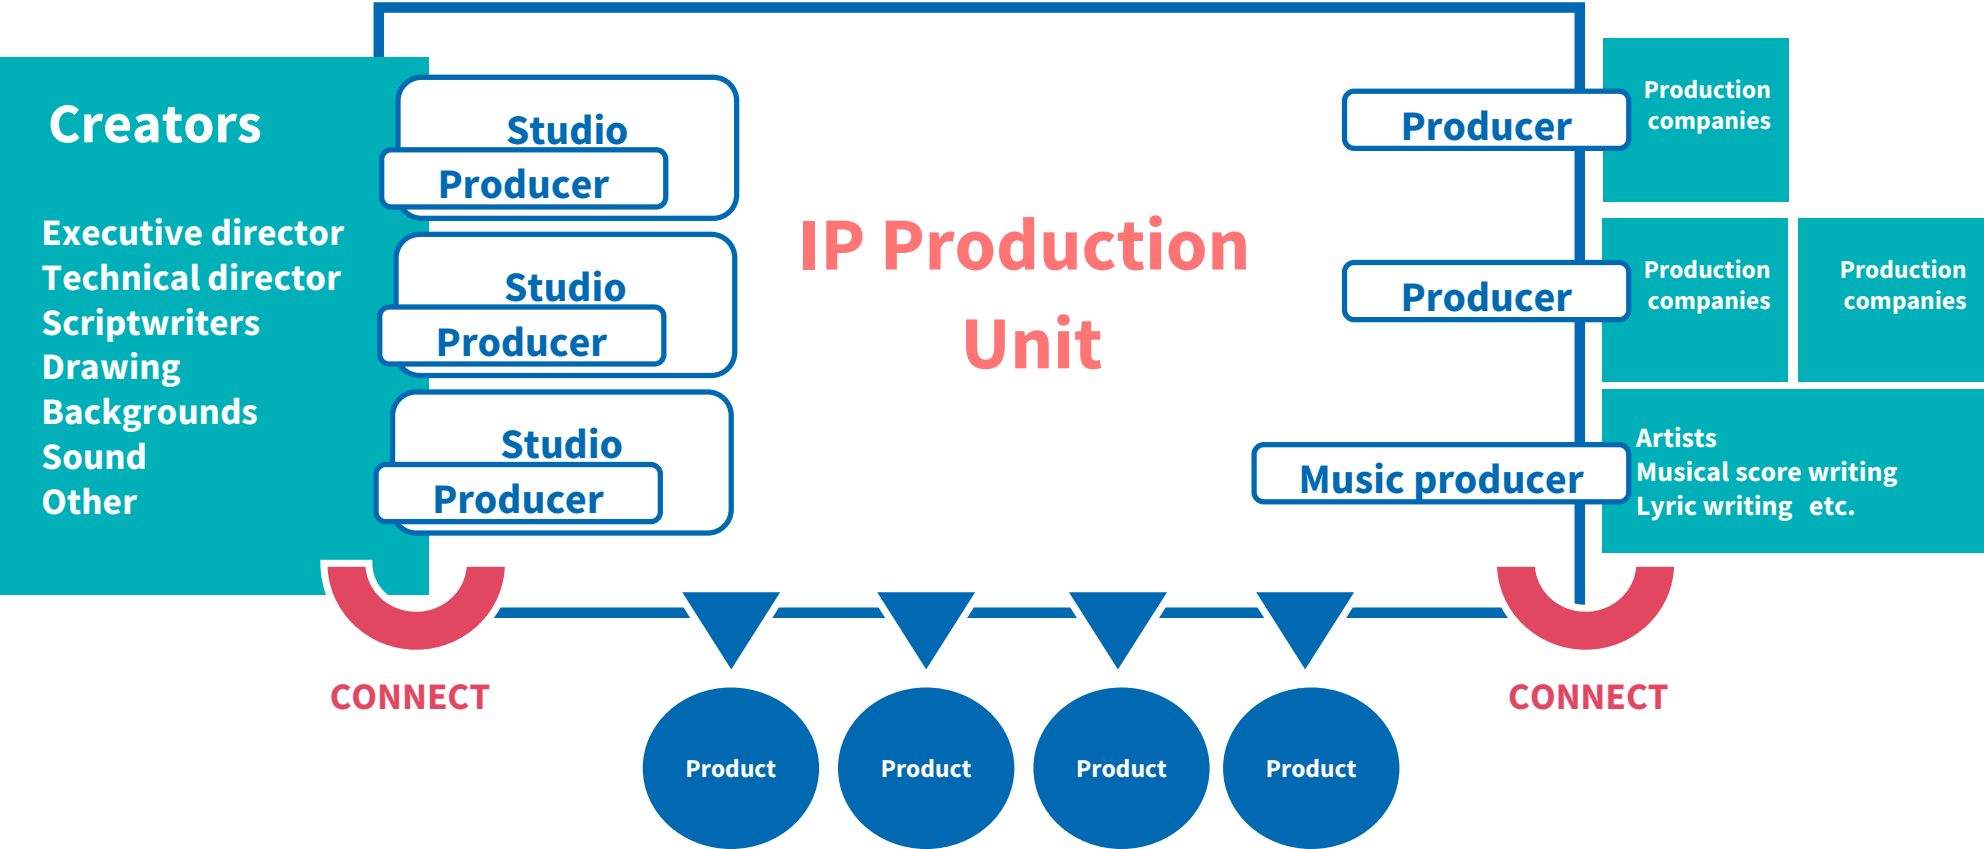 Creators
Executive director
Technical director
Scriptwriters
Drawing
Backgrounds
Sound
Other
Studio
Producer
Studio
Producer
Studio
Producer
IP Production
Unit
Producer
Producer
Music producer
Production
companies
Production
companies
Production
companies
Artists
Musical score writing
Lyric writing etc.
CONNECT
CONNECT
Product
Product
Product
Product